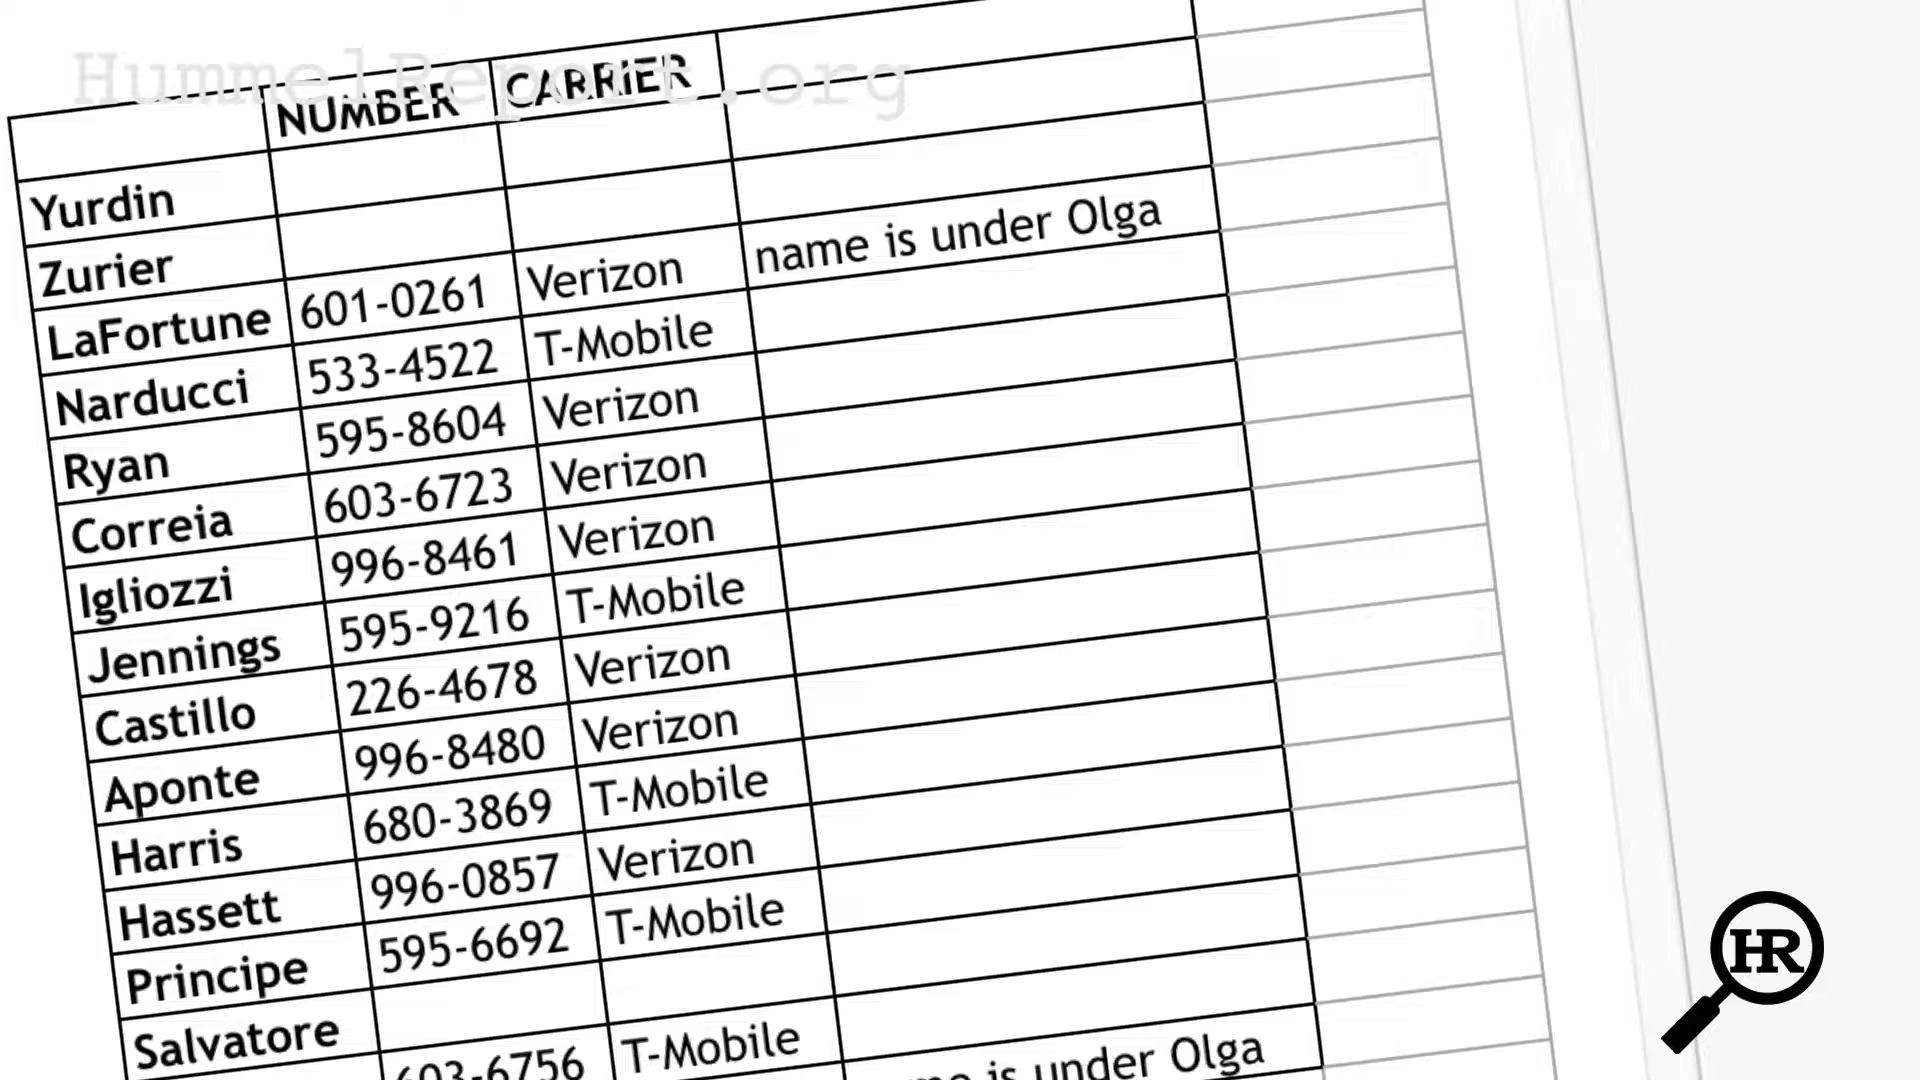 HummelReport.org
NUMBER CARRIER
Yurdin
Zurier
LaFortune 601-0261 Verizon name is under Olga
Narducci 533-4522 T-Mobile
Ryan 595-8604 Verizon
Correia 603-6723 Verizon
Igliozzi 996-8461 Verizon
Jennings 595-9216 T-Mobile
Castillo 226-4678 Verizon
Aponte 996-8480 Verizon
Harris 680-3869 T-Mobile
Hassett 996-0857 Verizon
Principe 595-6692 T-Mobile
Salvatore
603-6756 T-Mobile is under Olga
HR